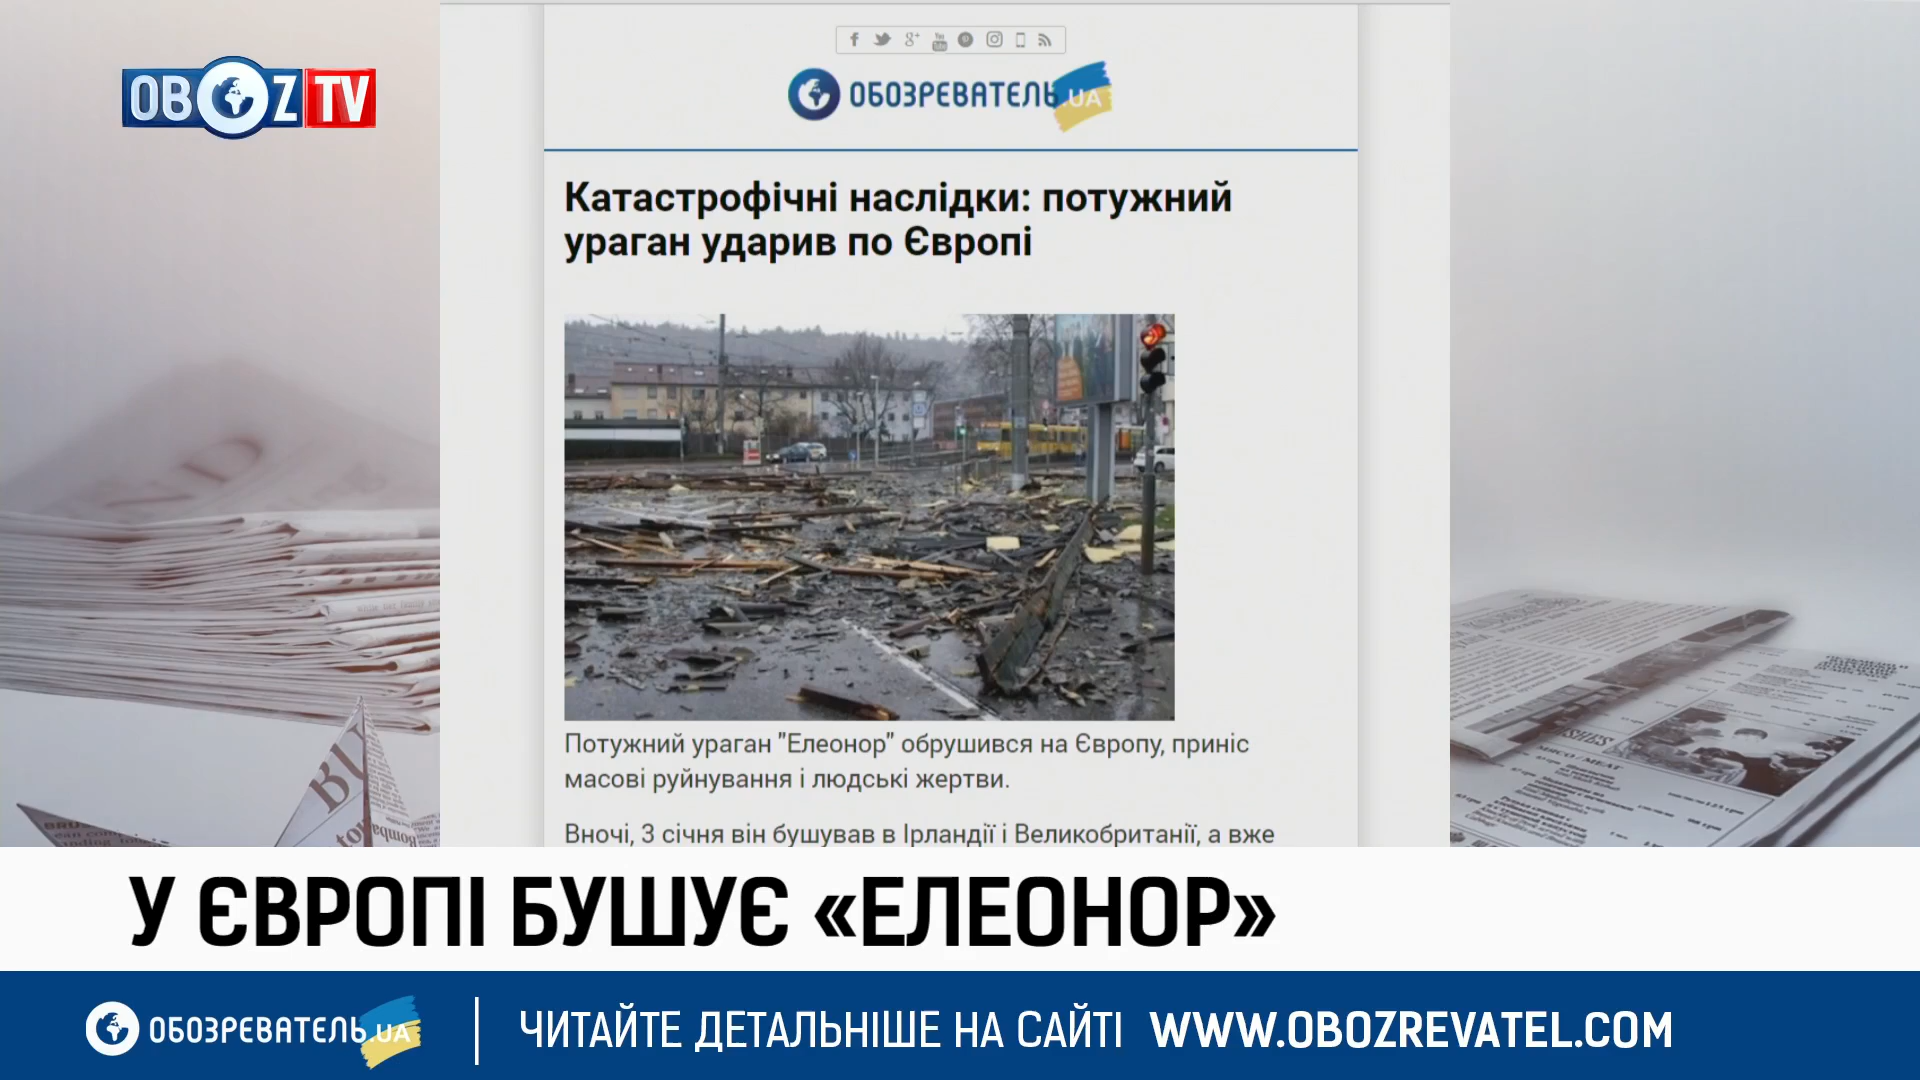 OBOZ TV
ОБОЗРЕВАТЕЛЬ.UA
Катастрофічні наслідки: потужний
ураган ударив по Європі
Потужний ураган "Елеонор" обрушився на Європу, приніс
масові руйнування і людські жертви.
Вночі, 3 січня він бушував в Ірландії і Великобританії, а вже
У ЄВРОПІ БУШУЄ «ЕЛЕОНОР»
ОБОЗРЕВАТЕЛЬ.UA
ЧИТАЙТЕ ДЕТАЛЬНІШЕ НА САЙТІ WWW.OBOZREVATEL.COM